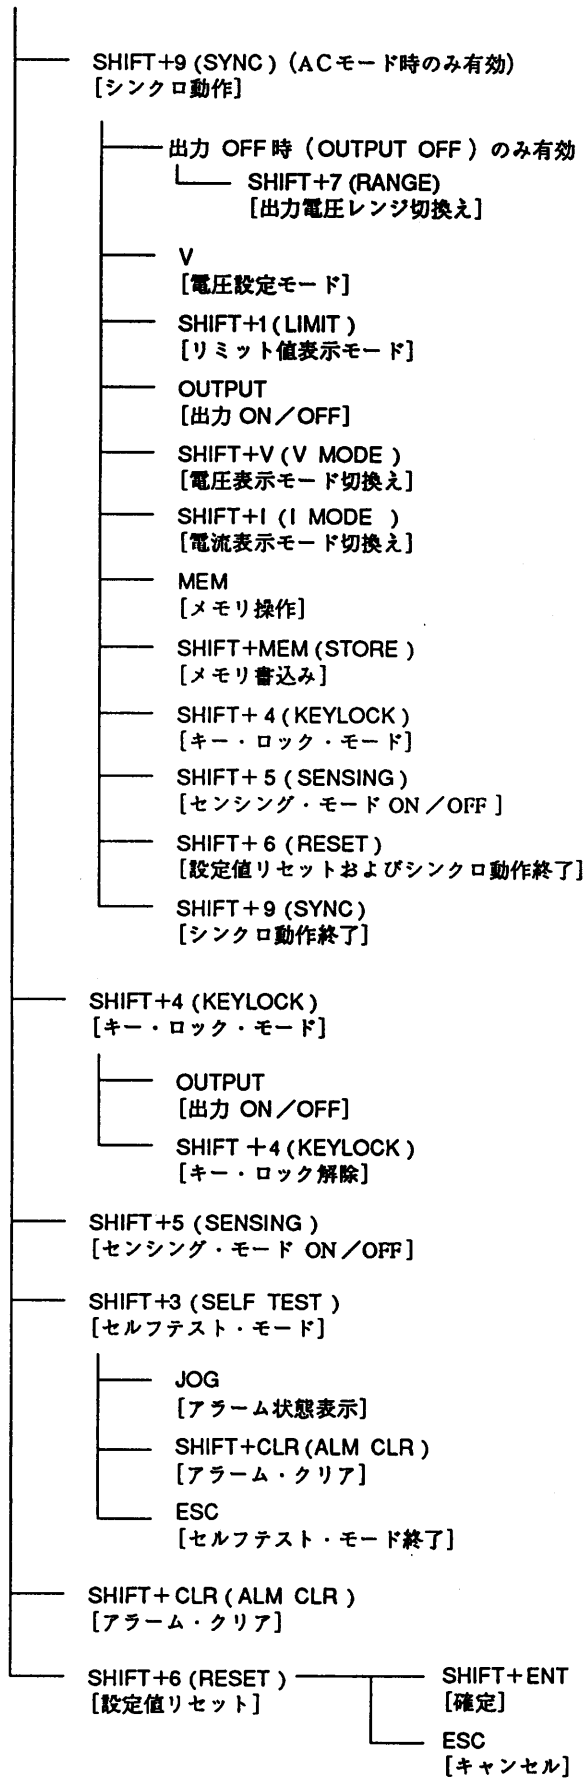 SHIFT+9 (SYNC) (ACモード時のみ有効)
[シンクロ動作]
出力 OFF時 (OUTPUT OFF) のみ有効
SHIFT+7 (RANGE)
[出力電圧レンジ切換え]
V
[電圧設定モード]
SHIFT+1 (LIMIT)
[リミット値表示モード]
OUTPUT
[出力 ON/OFF]
SHIFT+V (V MODE)
[電圧表示モード切換え]
SHIFT+I (I MODE)
[電流表示モード切換え]
MEM
[メモリ操作]
SHIFT+MEM (STORE)
[メモリ書込み]
SHIFT+4 (KEYLOCK)
[キー・ロック・モード]
SHIFT+5 (SENSING)
[センシング・モード ON/OFF]
SHIFT+6 (RESET)
[設定値リセットおよびシンクロ動作終了]
SHIFT+9 (SYNC)
[シンクロ動作終了]
SHIFT+4 (KEYLOCK)
[キー・ロック・モード]
OUTPUT
[出力 ON/OFF]
SHIFT+4 (KEYLOCK)
[キー・ロック解除]
SHIFT+5 (SENSING)
[センシング・モード ON/OFF]
SHIFT+3 (SELF TEST)
[セルフテスト・モード]
JOG
[アラーム状態表示]
SHIFT+CLR (ALM CLR)
[アラーム・クリア]
ESC
[セルフテスト・モード終了]
SHIFT+CLR (ALM CLR)
[アラーム・クリア]
SHIFT+6 (RESET)
[設定値リセット]
SHIFT+ENT
[確定]
ESC
[キャンセル]